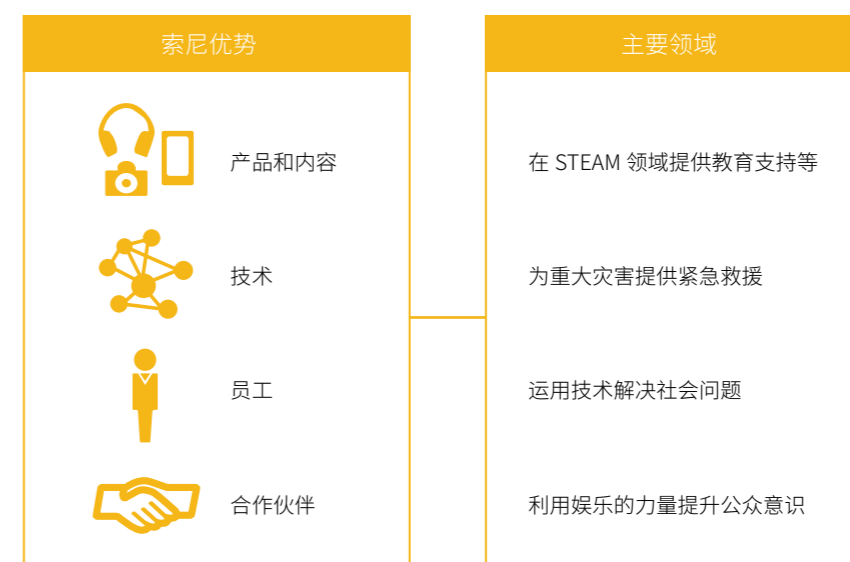 索尼优势
产品和内容
技术
员工
合作伙伴
主要领域
在 STEAM 领域提供教育支持等
为重大灾害提供紧急救援
运用技术解决社会问题
利用娱乐的力量提升公众意识